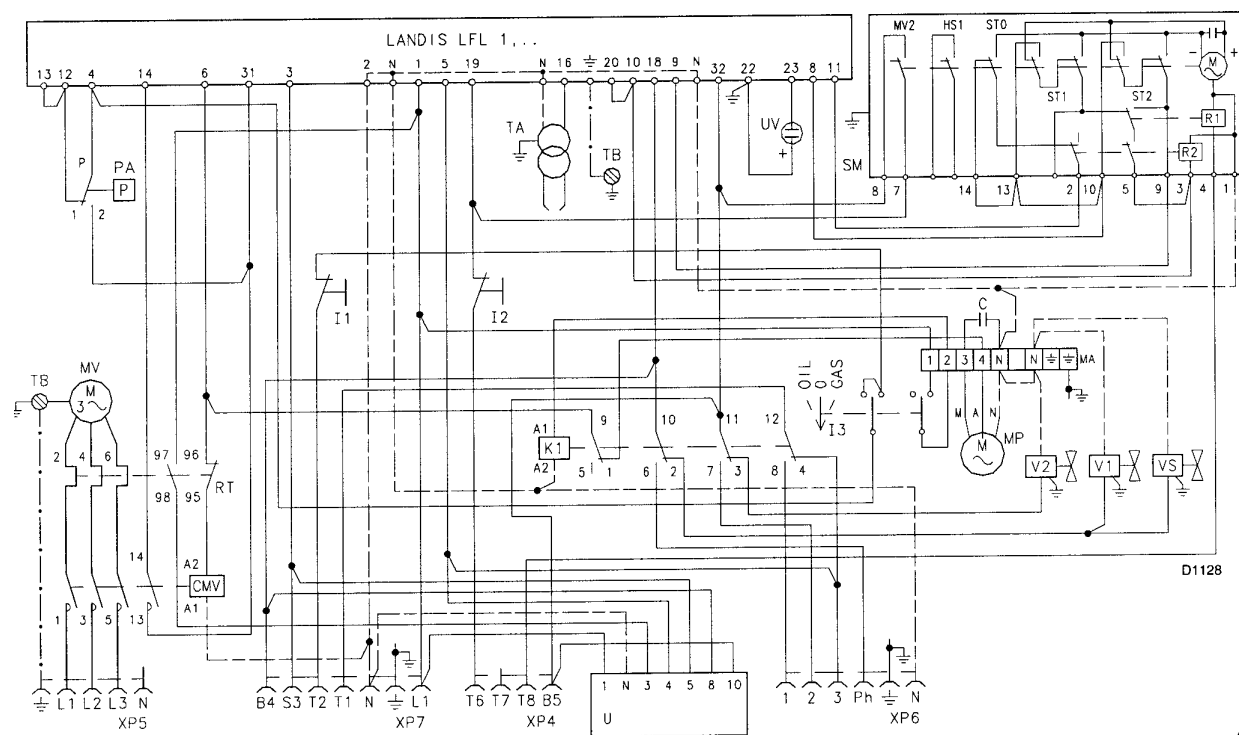 LANDIS LFL 1,...
13 12 4 14 6 31 3 2 N 1 5 19 N 16 20 10 18 9 N 32 22 23 8 11
MV2 HS1 ST0
ST1 ST2
- M +
R1
R2
SM
8 7 14 13 2 10 5 9 3 4 1
TA
TB
UV
+
P
PA
P
1 2
I1
I2
C
1 2 3 4 N N MA
OIL
0
GAS
I3
M A N
M
MP
TB
MV
M
3
2 4 6 97 96
98 95
RT
A1
K1
A2
9 10 11 12
5 1 6 2 7 3 8 4
V2 V1 VS
D1128
14
A2
CMV
A1
1 3 5 13
L1 L2 L3 N
XP5
B4 S3 T2 T1 N L1
XP7
T6 T7 T8 B5
XP4
1 N 3 4 5 8 10
U
1 2 3 Ph N
XP6